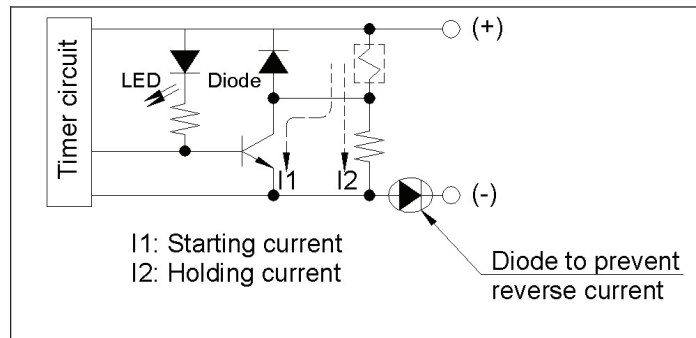 (+)
LED
Diode
Timer circuit
I1
I2
(-)
I1: Starting current
I2: Holding current
Diode to prevent
reverse current